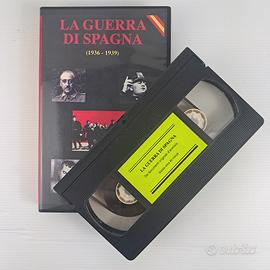 LA GUERRA
DI SPAGNA
(1936 - 1939)
LA GUERRA DI SPAGNA
subito